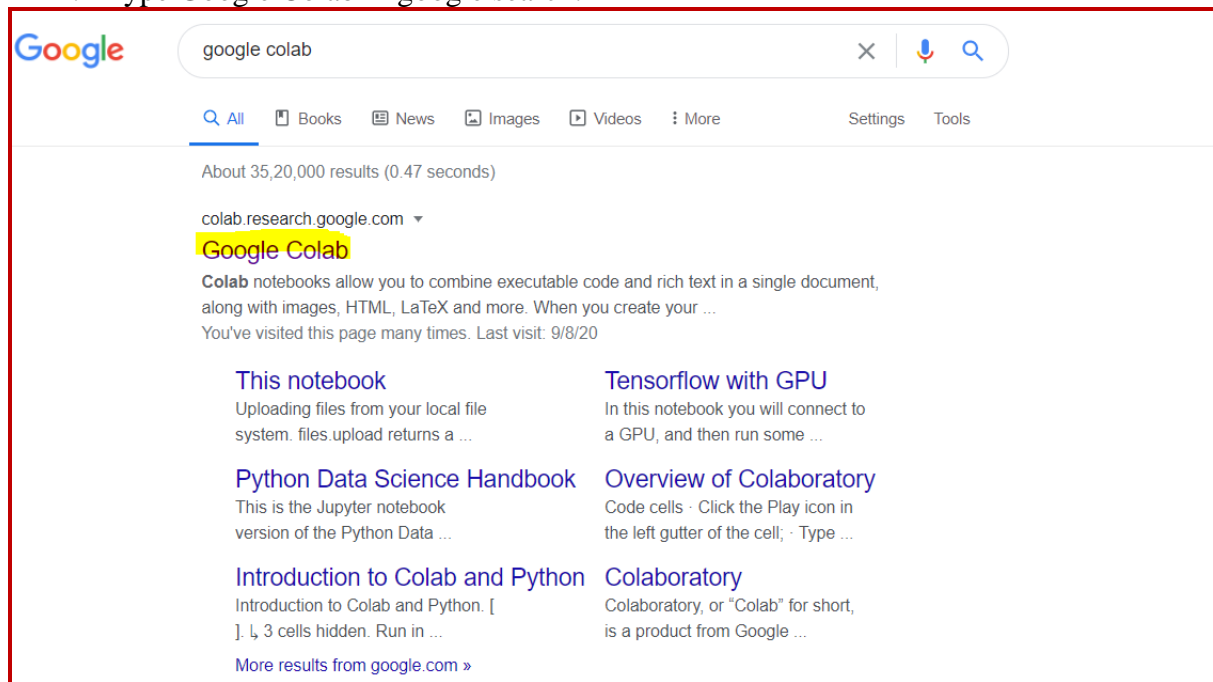 Google
google colab
All Books News Images Videos More Settings Tools
About 35,20,000 results (0.47 seconds)
colab.research.google.com
Google Colab
Colab notebooks allow you to combine executable code and rich text in a single document,
along with images, HTML, LaTeX and more. When you create your ...
You've visited this page many times. Last visit: 9/8/20
This notebook
Uploading files from your local file
system. files.upload returns a ...
Tensorflow with GPU
In this notebook you will connect to
a GPU, and then run some ...
Python Data Science Handbook
This is the Jupyter notebook
version of the Python Data ...
Overview of Colaboratory
Code cells · Click the Play icon in
the left gutter of the cell; · Type ...
Introduction to Colab and Python
Introduction to Colab and Python. [
]. ↳ 3 cells hidden. Run in ...
Colaboratory
Colaboratory, or “Colab” for short,
is a product from Google ...
More results from google.com »